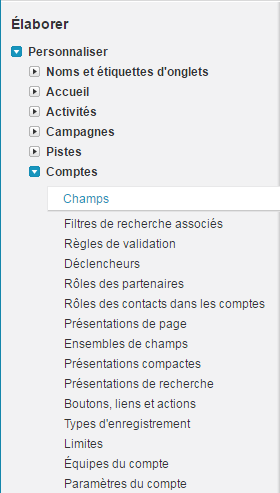 Élaborer
Personnaliser
Noms et étiquettes d'onglets
Accueil
Activités
Campagnes
Pistes
Comptes
Champs
Filtres de recherche associés
Règles de validation
Déclencheurs
Rôles des partenaires
Rôles des contacts dans les comptes
Présentations de page
Ensembles de champs
Présentations compactes
Présentations de recherche
Boutons, liens et actions
Types d'enregistrement
Limites
Équipes du compte
Paramètres du compte